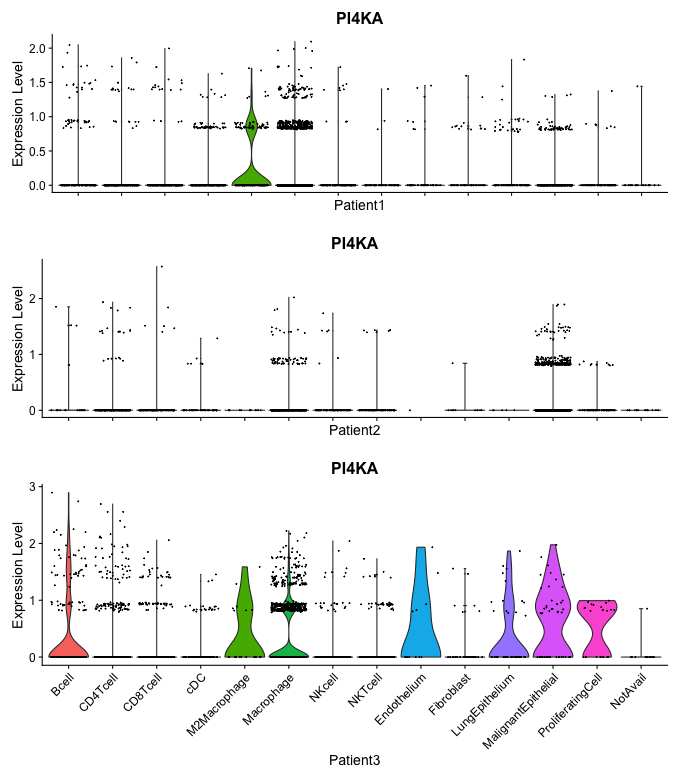 PI4KA
Expression Level
2.0
1.5
1.0
0.5
0.0
Patient1
PI4KA
Expression Level
2
1
0
Patient2
PI4KA
Expression Level
3
2
1
0
Bcell
CD4Tcell
CD8Tcell
cDC
M2Macrophage
Macrophage
NKcell
NKTcell
Endothelium
Fibroblast
LungEpithelium
MalignantEpithelial
ProliferatingCell
NotAvail
Patient3